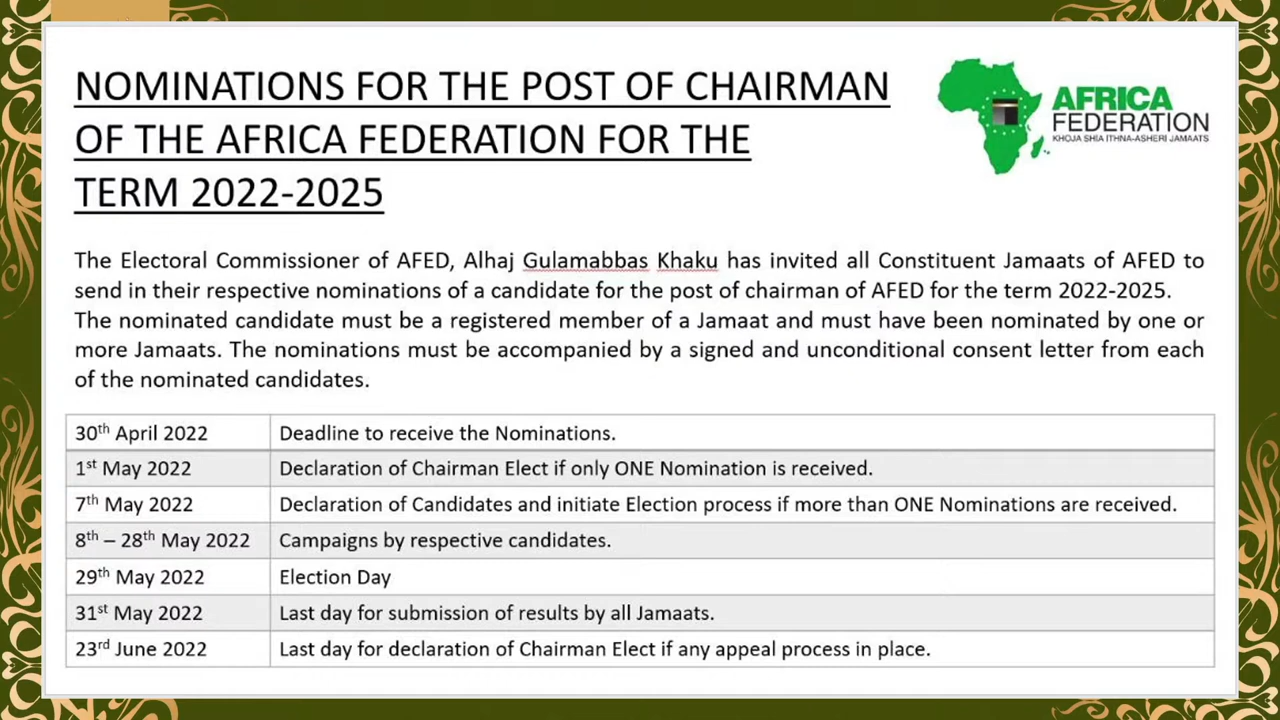 NOMINATIONS FOR THE POST OF CHAIRMAN
OF THE AFRICA FEDERATION FOR THE
TERM 2022-2025
AFRICA
FEDERATION
KHOJA SHIA ITHNA-ASHERI JAMAATS
The Electoral Commissioner of AFED, Alhaj Gulamabbas Khaku has invited all Constituent Jamaats of AFED to
send in their respective nominations of a candidate for the post of chairman of AFED for the term 2022-2025.
The nominated candidate must be a registered member of a Jamaat and must have been nominated by one or
more Jamaats. The nominations must be accompanied by a signed and unconditional consent letter from each
of the nominated candidates.
30th April 2022 Deadline to receive the Nominations.
1st May 2022 Declaration of Chairman Elect if only ONE Nomination is received.
7th May 2022 Declaration of Candidates and initiate Election process if more than ONE Nominations are received.
8th – 28th May 2022 Campaigns by respective candidates.
29th May 2022 Election Day
31st May 2022 Last day for submission of results by all Jamaats.
23rd June 2022 Last day for declaration of Chairman Elect if any appeal process in place.